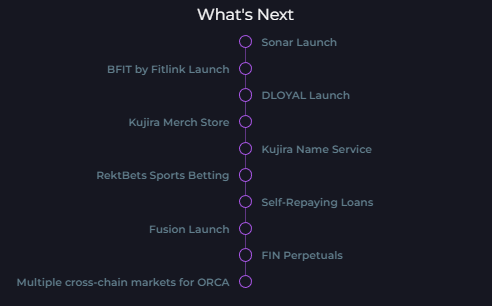 What's Next
Sonar Launch
BFIT by Fitlink Launch
DLOYAL Launch
Kujira Merch Store
Kujira Name Service
RektBets Sports Betting
Self-Repaying Loans
Fusion Launch
FIN Perpetuals
Multiple cross-chain markets for ORCA